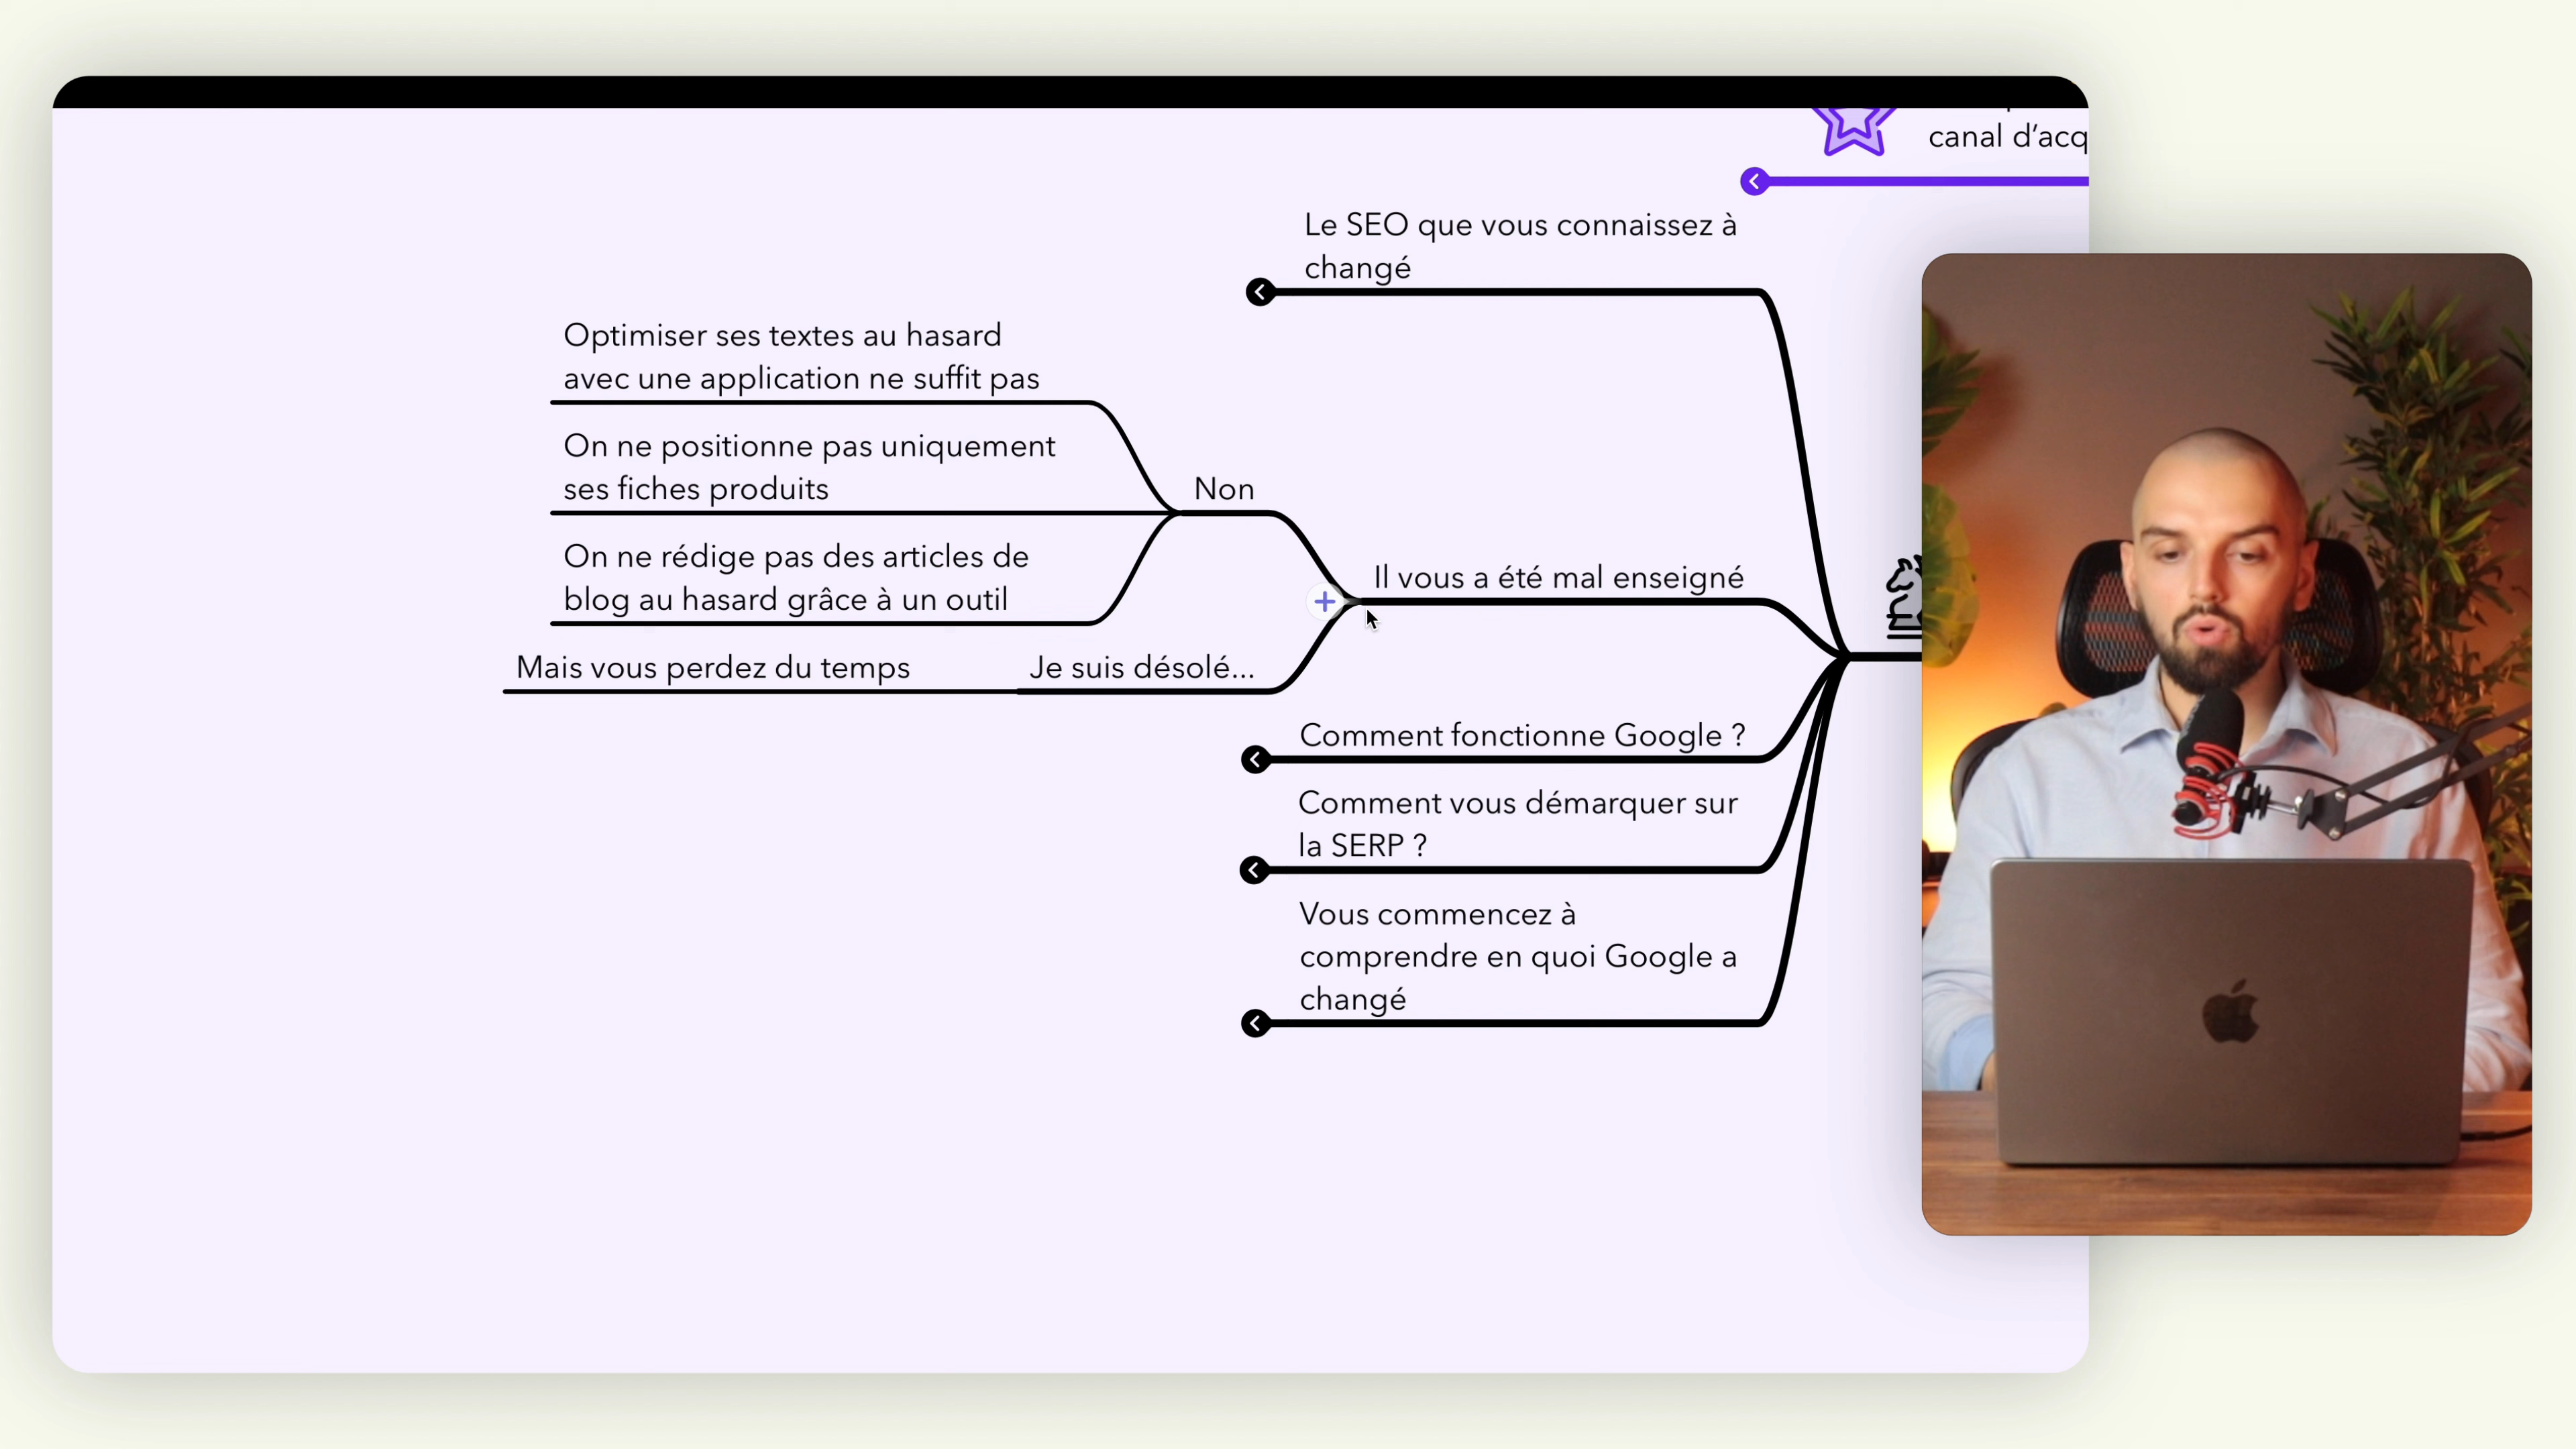 canal d’acq
Le SEO que vous connaissez à
changé
Optimiser ses textes au hasard
avec une application ne suffit pas
On ne positionne pas uniquement
ses fiches produits
Non
On ne rédige pas des articles de
blog au hasard grâce à un outil
Il vous a été mal enseigné
Mais vous perdez du temps
Je suis désolé...
Comment fonctionne Google ?
Comment vous démarquer sur
la SERP ?
Vous commencez à
comprendre en quoi Google a
changé